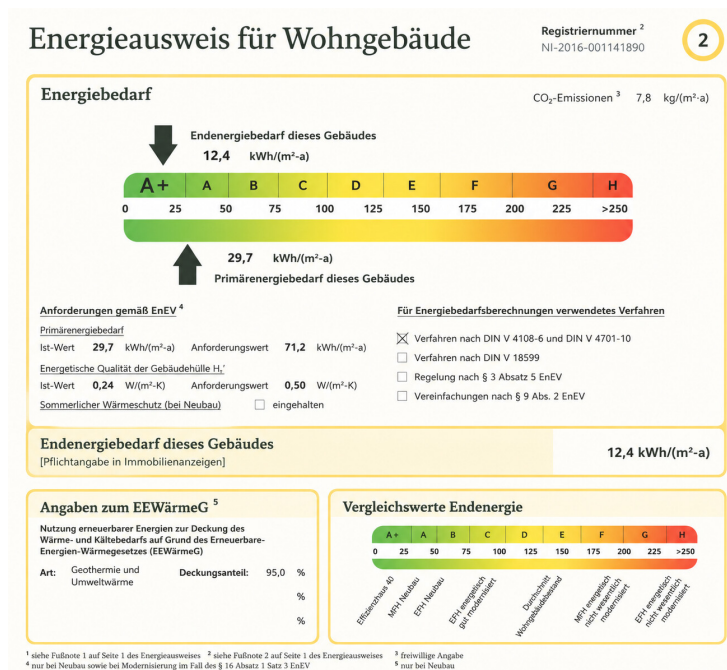 Energieausweis für Wohngebäude
Registriernummer ²
NI-2016-001141890
2
Energiebedarf
CO₂-Emissionen ³ 7,8 kg/(m²·a)
Endenergiebedarf dieses Gebäudes
12,4 kWh/(m²-a)
A+ A B C D E F G H
0 25 50 75 100 125 150 175 200 225 >250
29,7 kWh/(m²-a)
Primärenergiebedarf dieses Gebäudes
Anforderungen gemäß EnEV ⁴
Primärenergiebedarf
Ist-Wert 29,7 kWh/(m²-a) Anforderungswert 71,2 kWh/(m²-a)
Energetische Qualität der Gebäudehülle Hₜ'
Ist-Wert 0,24 W/(m²-K) Anforderungswert 0,50 W/(m²-K)
Sommerlicher Wärmeschutz (bei Neubau) eingehalten
Für Energiebedarfsberechnungen verwendetes Verfahren
Verfahren nach DIN V 4108-6 und DIN V 4701-10
Verfahren nach DIN V 18599
Regelung nach § 3 Absatz 5 EnEV
Vereinfachungen nach § 9 Abs. 2 EnEV
Endenergiebedarf dieses Gebäudes
[Pflichtangabe in Immobilienanzeigen]
12,4 kWh/(m²-a)
Angaben zum EEWärmeG ⁵
Nutzung erneuerbarer Energien zur Deckung des
Wärme- und Kältebedarfs auf Grund des Erneuerbare-
Energien-Wärmegesetzes (EEWärmeG)
Art: Geothermie und Deckungsanteil: 95,0 %
Umweltwärme
%
%
Vergleichswerte Endenergie
A+ A B C D E F G H
0 25 50 75 100 125 150 175 200 225 >250
Effizienzhaus 40
MFH Neubau
EFH Neubau
EFH energetisch
gut modernisiert
Durchschnitt
Wohngebäudebestand
MFH energetisch
nicht wesentlich
modernisiert
EFH energetisch
nicht wesentlich
modernisiert
¹ siehe Fußnote 1 auf Seite 1 des Energieausweises ² siehe Fußnote 2 auf Seite 1 des Energieausweises ³ freiwillige Angabe
⁴ nur bei Neubau sowie bei Modernisierung im Fall des § 16 Absatz 1 Satz 3 EnEV ⁵ nur bei Neubau